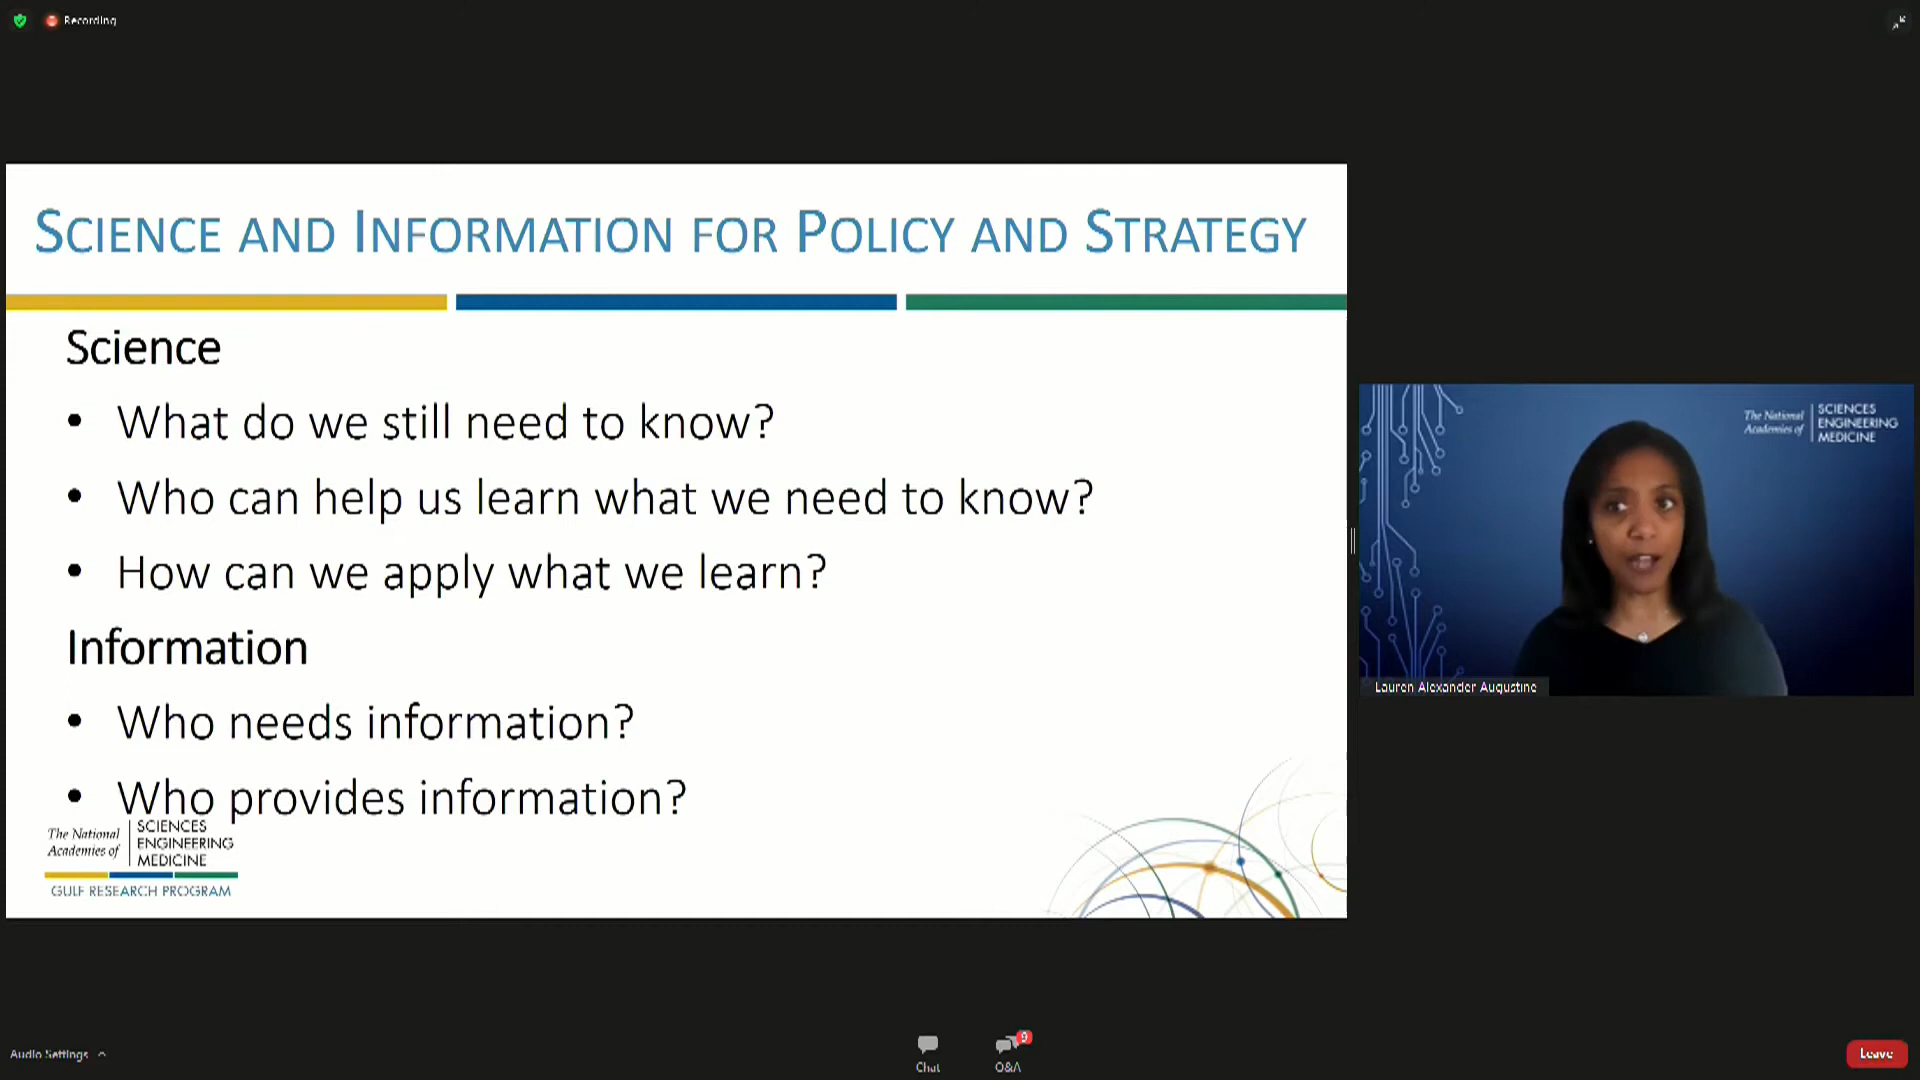 Recording
SCIENCE AND INFORMATION FOR POLICY AND STRATEGY
Science
• What do we still need to know?
• Who can help us learn what we need to know?
• How can we apply what we learn?
Information
• Who needs information?
• Who provides information?
The National
Academies of
SCIENCES
ENGINEERING
MEDICINE
GULF RESEARCH PROGRAM
The National
Academies of
SCIENCES
ENGINEERING
MEDICINE
Lauren Alexander Augustine
Audio Settings
Chat
9
Q&A
Leave